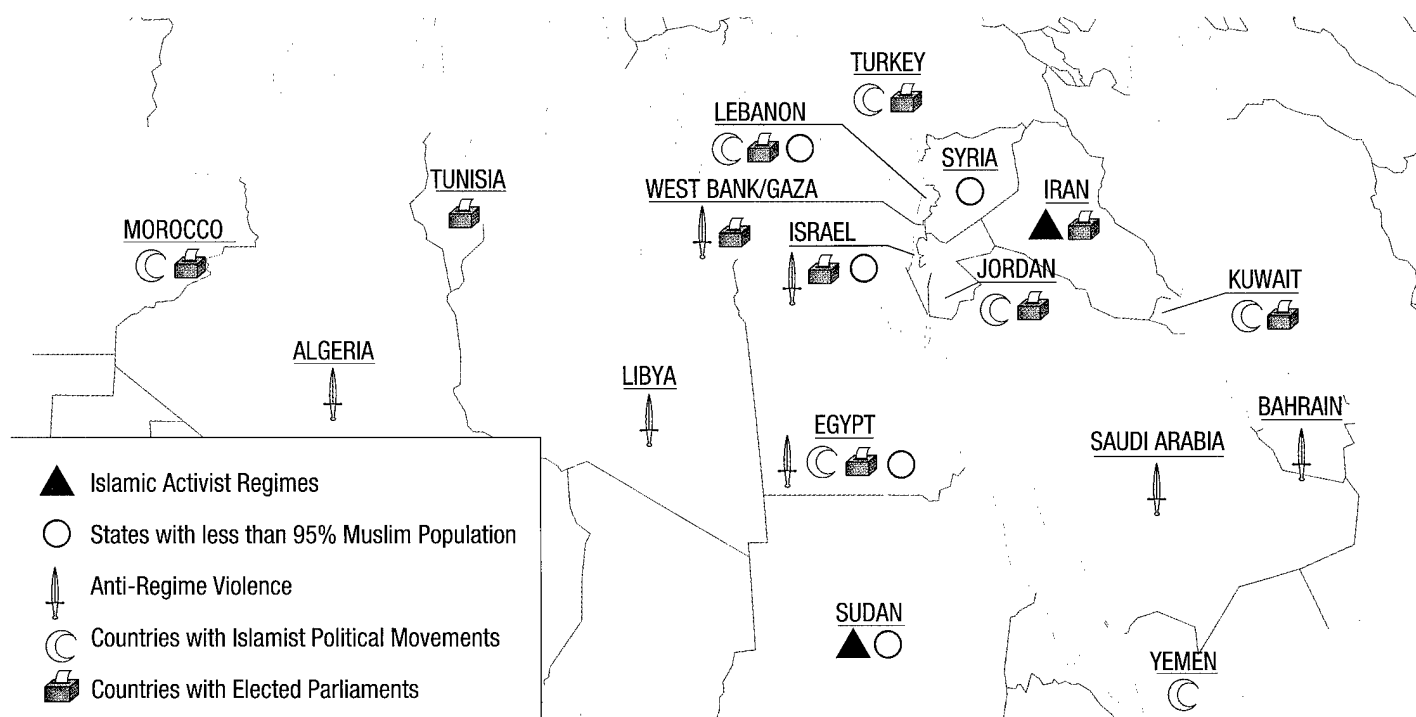 TURKEY
LEBANON
SYRIA
TUNISIA
WEST BANK/GAZA
IRAN
MOROCCO
ISRAEL
JORDAN
KUWAIT
ALGERIA
LIBYA
BAHRAIN
EGYPT
SAUDI ARABIA
Islamic Activist Regimes
States with less than 95% Muslim Population
Anti-Regime Violence
Countries with Islamist Political Movements
Countries with Elected Parliaments
SUDAN
YEMEN